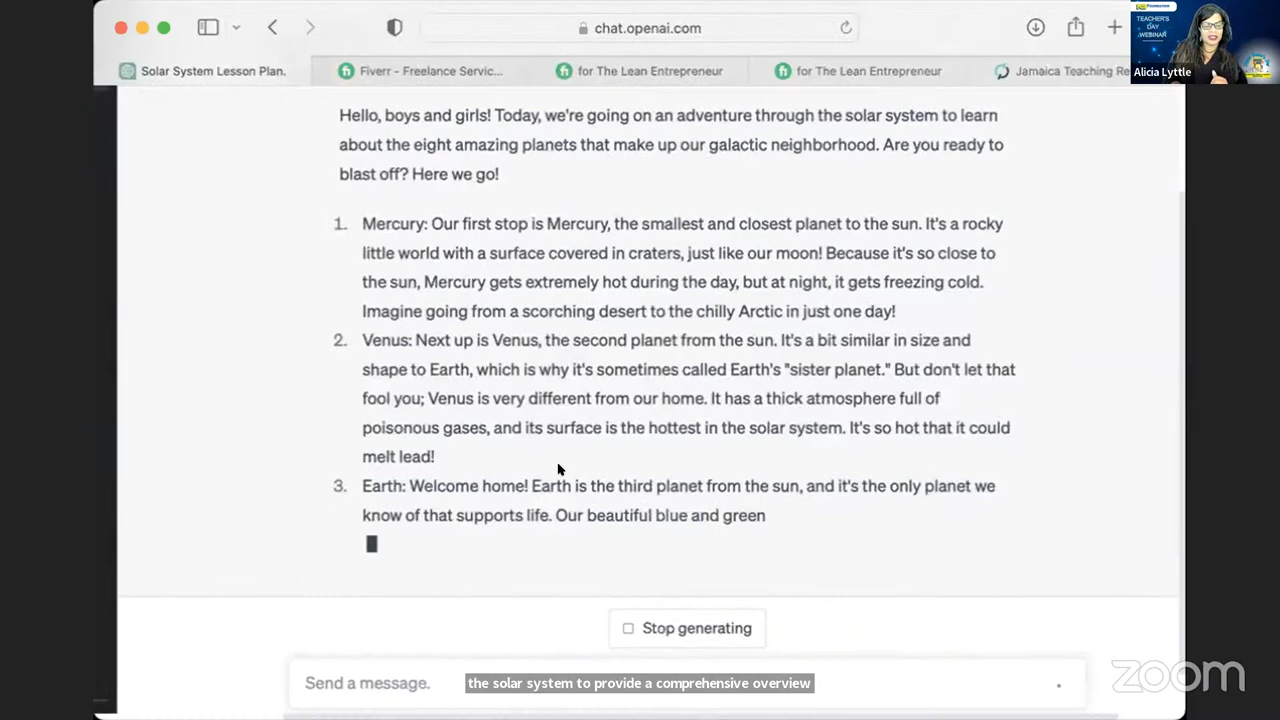 chat.openai.com
FOUNDATION
TEACHER'S
DAY
WEBINAR
Alicia Lyttle
Solar System Lesson Plan.
Fiverr - Freelance Servic...
for The Lean Entrepreneur
for The Lean Entrepreneur
Jamaica Teaching Re
Hello, boys and girls! Today, we're going on an adventure through the solar system to learn
about the eight amazing planets that make up our galactic neighborhood. Are you ready to
blast off? Here we go!
1. Mercury: Our first stop is Mercury, the smallest and closest planet to the sun. It's a rocky
little world with a surface covered in craters, just like our moon! Because it's so close to
the sun, Mercury gets extremely hot during the day, but at night, it gets freezing cold.
Imagine going from a scorching desert to the chilly Arctic in just one day!
2. Venus: Next up is Venus, the second planet from the sun. It's a bit similar in size and
shape to Earth, which is why it's sometimes called Earth's "sister planet." But don't let that
fool you; Venus is very different from our home. It has a thick atmosphere full of
poisonous gases, and its surface is the hottest in the solar system. It's so hot that it could
melt lead!
3. Earth: Welcome home! Earth is the third planet from the sun, and it's the only planet we
know of that supports life. Our beautiful blue and green
Stop generating
Send a message.
the solar system to provide a comprehensive overview
zoom